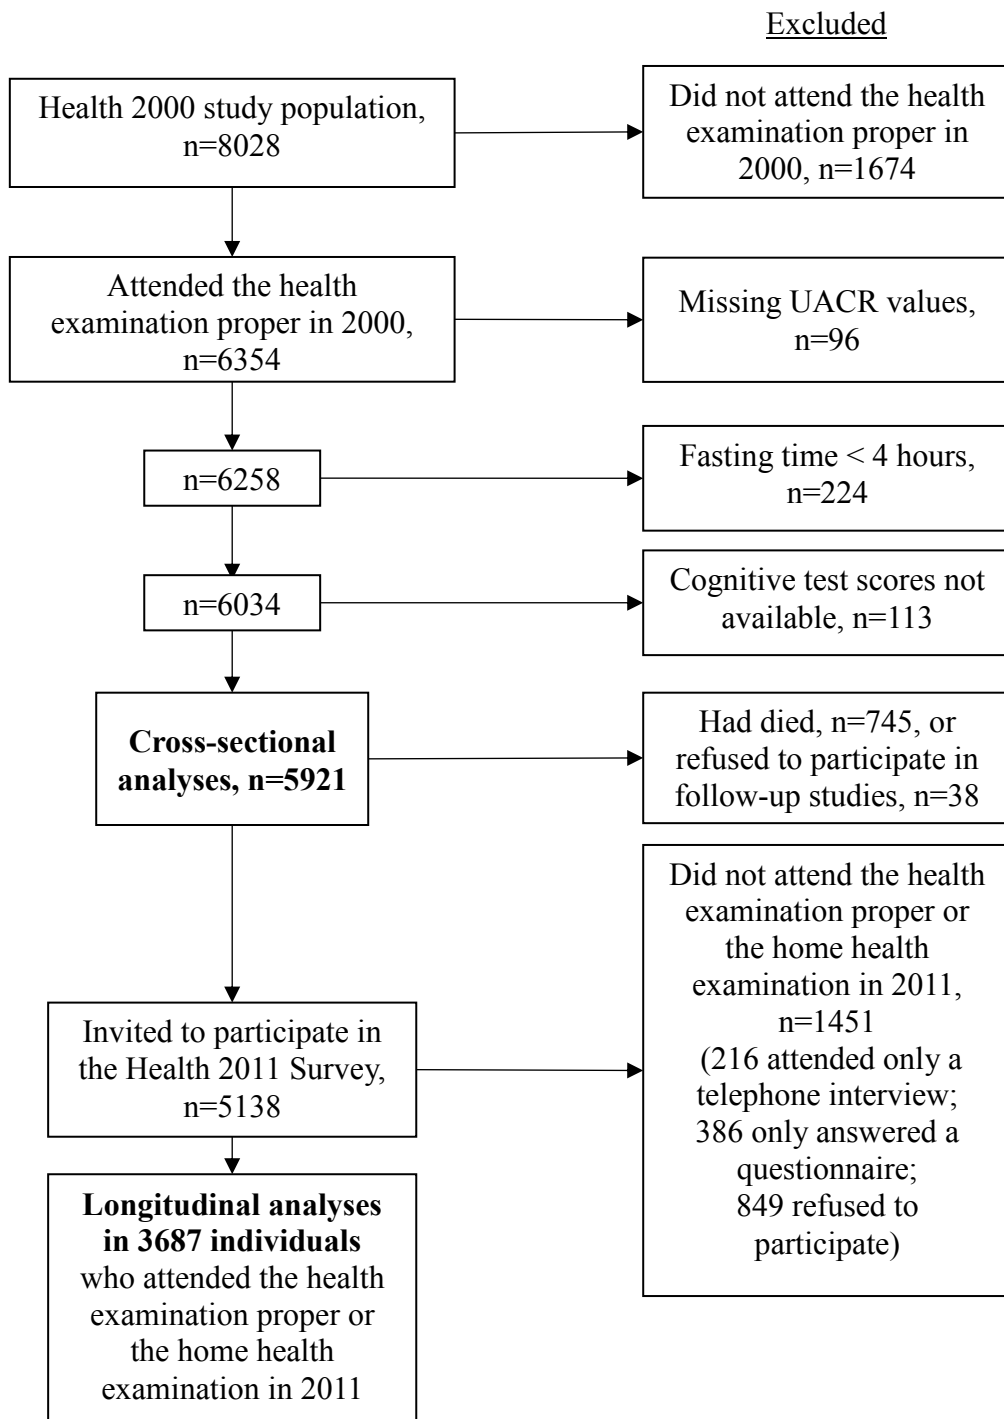 Excluded
Health 2000 study population,
n=8028
Did not attend the health
examination proper in
2000, n=1674
Attended the health
examination proper in 2000,
n=6354
Missing UACR values,
n=96
n=6258
Fasting time < 4 hours,
n=224
n=6034
Cognitive test scores not
available, n=113
Cross-sectional
analyses, n=5921
Had died, n=745, or
refused to participate in
follow-up studies, n=38
Invited to participate in
the Health 2011 Survey,
n=5138
Did not attend the health
examination proper or
the home health
examination in 2011,
n=1451
(216 attended only a
telephone interview;
386 only answered a
questionnaire;
849 refused to
participate)
Longitudinal analyses
in 3687 individuals
who attended the health
examination proper or
the home health
examination in 2011